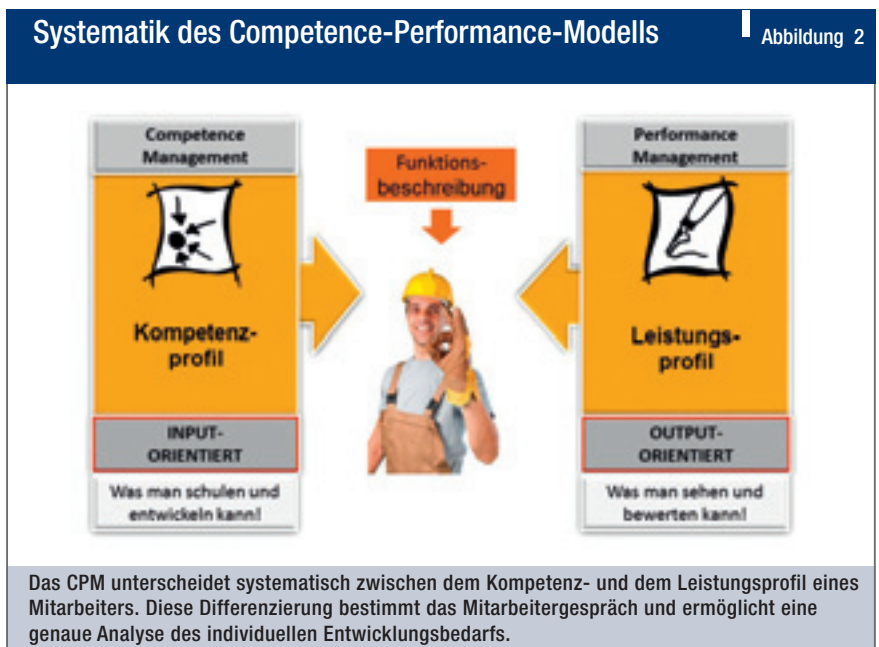 Systematik des Competence-Performance-Modells
Abbildung 2
Competence
Management
Kompetenz-
profil
INPUT-
ORIENTIERT
Was man schulen und
entwickeln kann!
Funktions-
beschreibung
Performance
Management
Leistungs-
profil
OUTPUT-
ORIENTIERT
Was man sehen und
bewerten kann!
Das CPM unterscheidet systematisch zwischen dem Kompetenz- und dem Leistungsprofil eines
Mitarbeiters. Diese Differenzierung bestimmt das Mitarbeitergespräch und ermöglicht eine
genaue Analyse des individuellen Entwicklungsbedarfs.